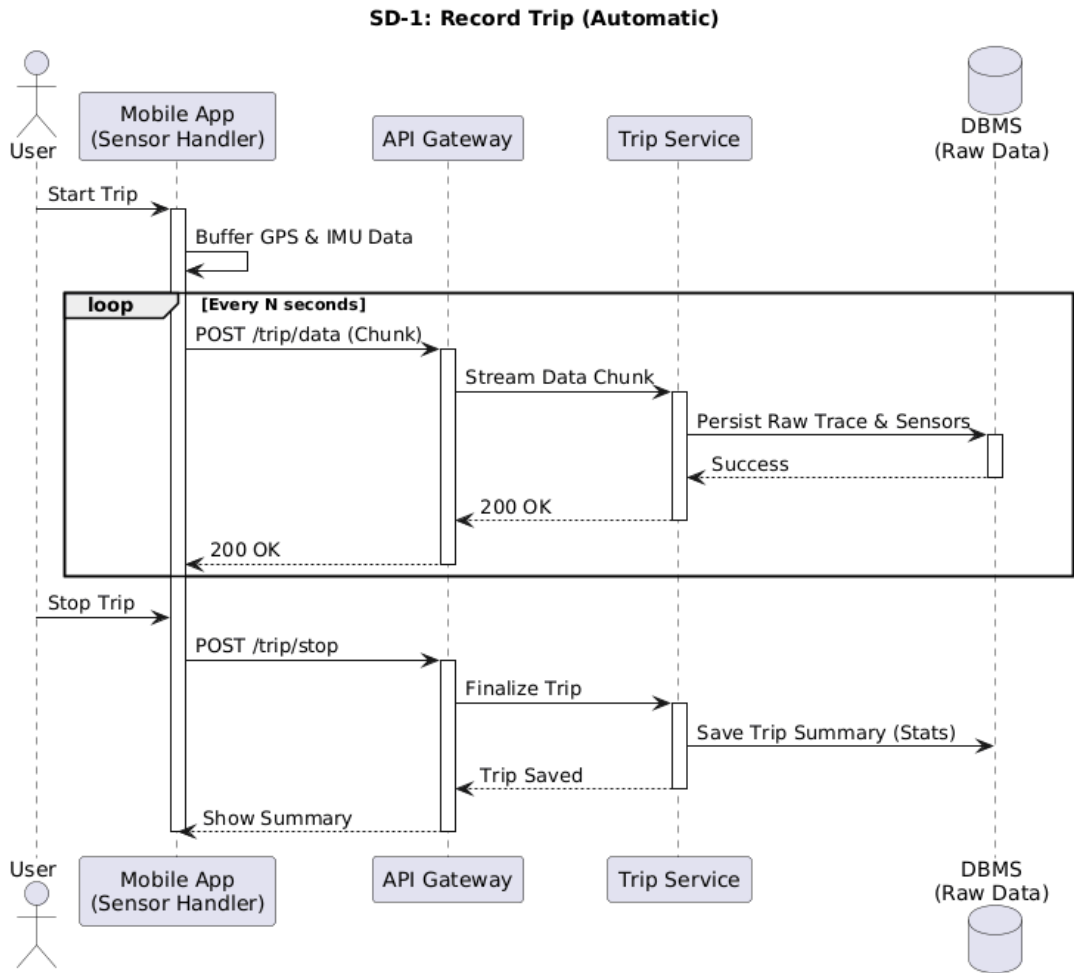 SD-1: Record Trip (Automatic)
User
Mobile App
(Sensor Handler)
API Gateway
Trip Service
DBMS
(Raw Data)
Start Trip
Buffer GPS & IMU Data
loop
[Every N seconds]
POST /trip/data (Chunk)
Stream Data Chunk
Persist Raw Trace & Sensors
Success
200 OK
200 OK
Stop Trip
POST /trip/stop
Finalize Trip
Save Trip Summary (Stats)
Trip Saved
Show Summary
User
Mobile App
(Sensor Handler)
API Gateway
Trip Service
DBMS
(Raw Data)